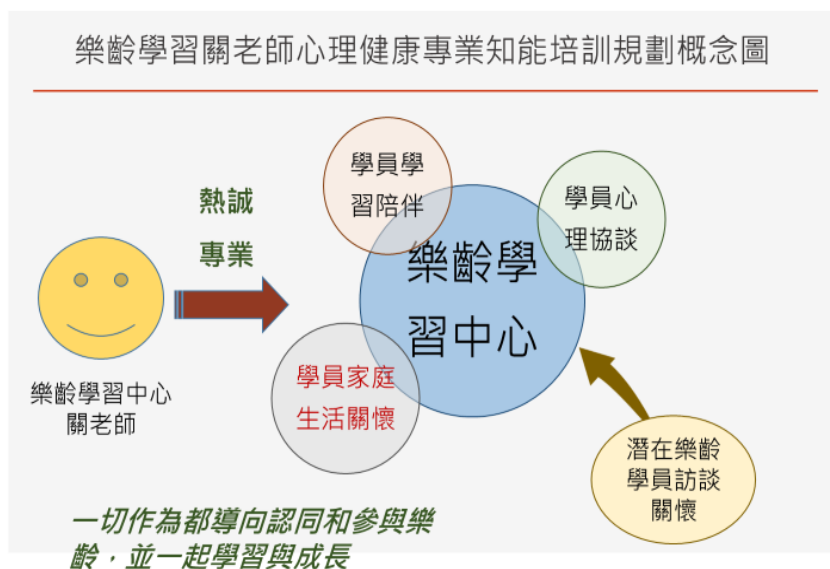 樂齡學習關老師心理健康專業知能培訓規劃概念圖
熱誠
專業
樂齡學習中心
關老師
學員學
習陪伴
學員心
理協談
樂齡學
習中心
學員家庭
生活關懷
潛在樂齡
學員訪談
關懷
一切作為都導向認同和參與樂
齡，並一起學習與成長